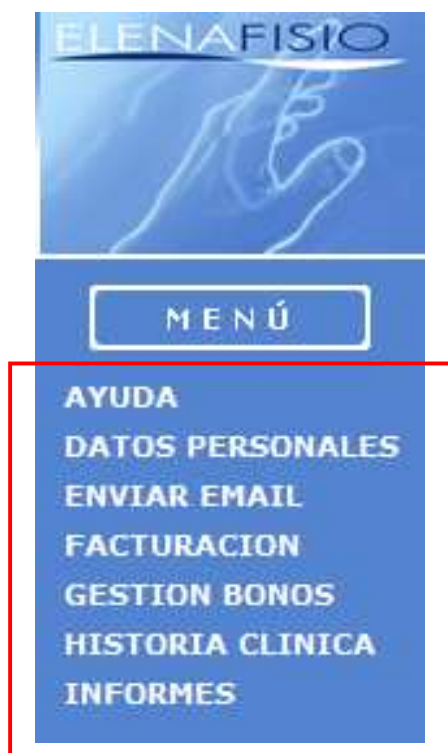 ELENAFISIO
MENÚ
AYUDA
DATOS PERSONALES
ENVIAR EMAIL
FACTURACION
GESTION BONOS
HISTORIA CLINICA
INFORMES